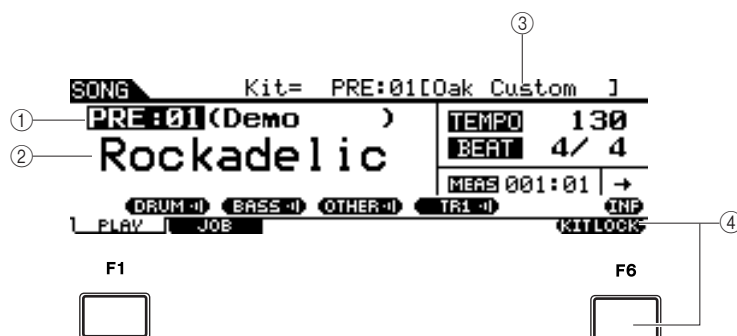 ③
SONG Kit= PRE:01[Oak Custom ]
① PRE:01 (Demo ) TEMPO 130
② Rockadelic BEAT 4/ 4
MEAS 001:01 →
DRUM BASS OTHER TR1 INF
PLAY JOB KITLOCK ④
F1 F6